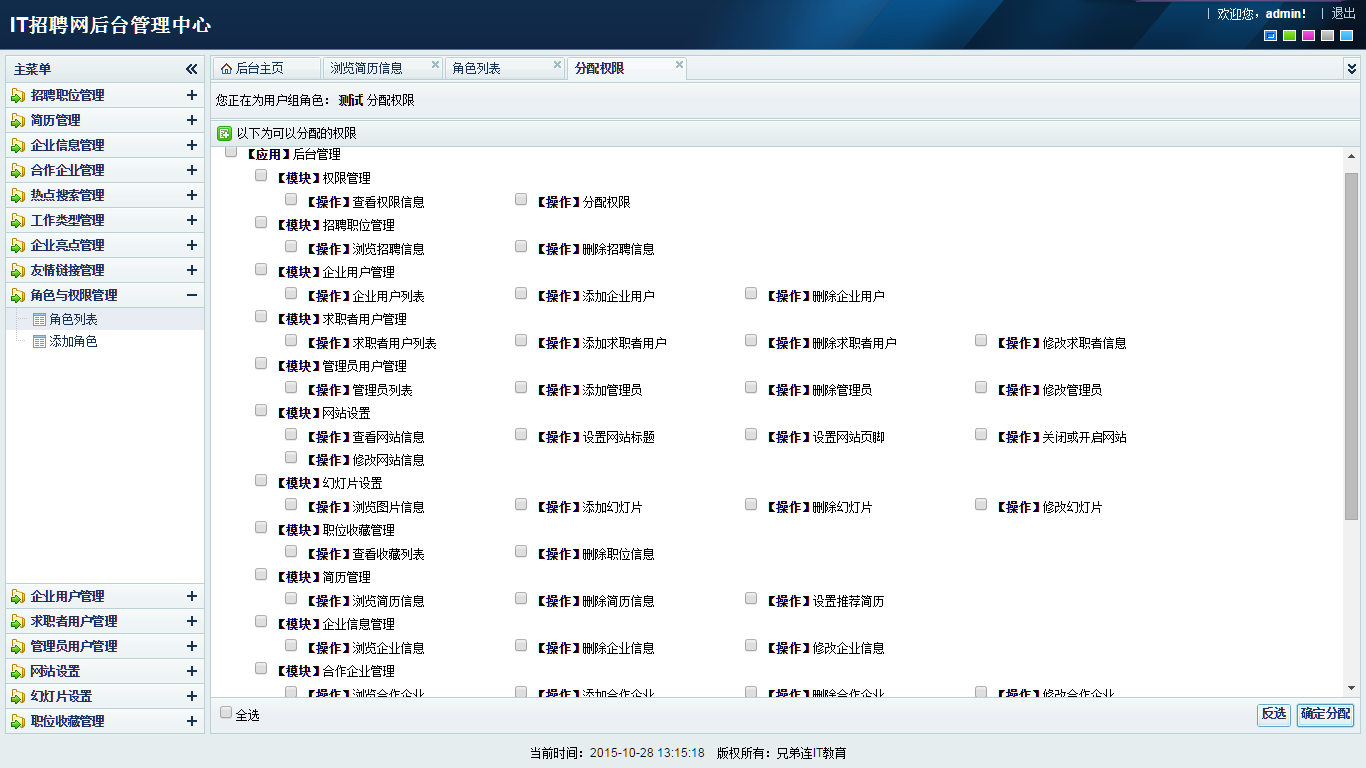 IT招聘网后台管理中心
| 欢迎您，admin! | 退出
主菜单
招聘职位管理
简历管理
企业信息管理
合作企业管理
热点搜索管理
工作类型管理
企业亮点管理
友情链接管理
角色与权限管理
角色列表
添加角色
企业用户管理
求职者用户管理
管理员用户管理
网站设置
幻灯片设置
职位收藏管理
后台主页 浏览简历信息 角色列表 分配权限
您正在为用户组角色： 测试 分配权限
以下为可以分配的权限
【应用】后台管理
【模块】权限管理
【操作】查看权限信息 【操作】分配权限
【模块】招聘职位管理
【操作】浏览招聘信息 【操作】删除招聘信息
【模块】企业用户管理
【操作】企业用户列表 【操作】添加企业用户 【操作】删除企业用户
【模块】求职者用户管理
【操作】求职者用户列表 【操作】添加求职者用户 【操作】删除求职者用户 【操作】修改求职者信息
【模块】管理员用户管理
【操作】管理员列表 【操作】添加管理员 【操作】删除管理员 【操作】修改管理员
【模块】网站设置
【操作】查看网站信息 【操作】设置网站标题 【操作】设置网站页脚 【操作】关闭或开启网站
【操作】修改网站信息
【模块】幻灯片设置
【操作】浏览图片信息 【操作】添加幻灯片 【操作】删除幻灯片 【操作】修改幻灯片
【模块】职位收藏管理
【操作】查看收藏列表 【操作】删除职位信息
【模块】简历管理
【操作】浏览简历信息 【操作】删除简历信息 【操作】设置推荐简历
【模块】企业信息管理
【操作】浏览企业信息 【操作】删除企业信息 【操作】修改企业信息
【模块】合作企业管理
【操作】浏览合作企业 【操作】添加合作企业 【操作】删除合作企业 【操作】修改合作企业
全选 反选 确定分配
当前时间：2015-10-28 13:15:18 版权所有：兄弟连IT教育